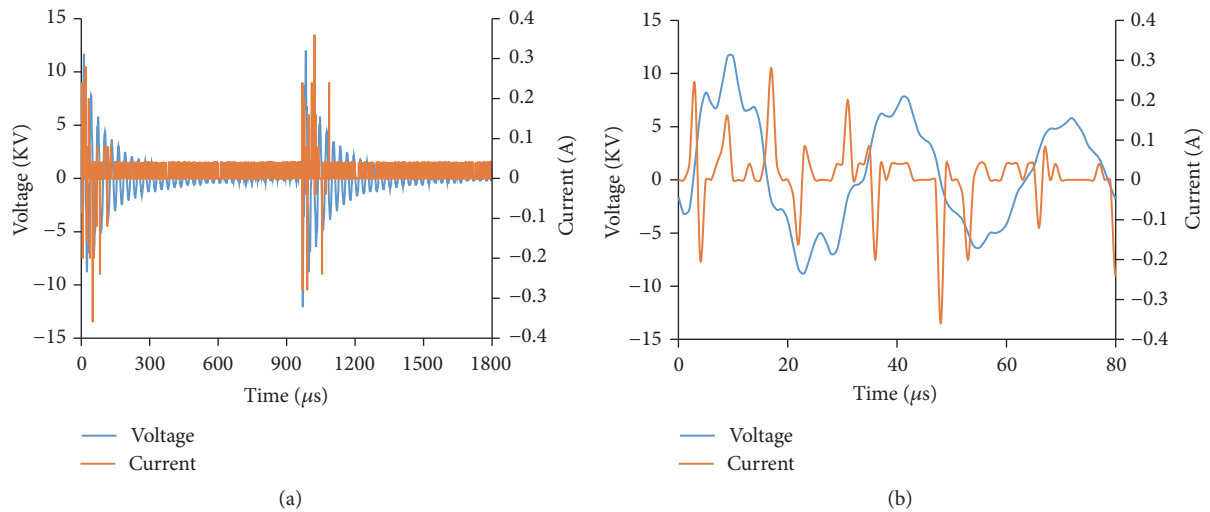 15
10
5
0
−5
−10
−15
Voltage (KV)
0.4
0.3
0.2
0.1
0
−0.1
−0.2
−0.3
−0.4
Current (A)
0 300 600 900 1200 1500 1800
Time (μs)
Voltage
Current
(a)
15
10
5
0
−5
−10
−15
Voltage (KV)
0.4
0.3
0.2
0.1
0
−0.1
−0.2
−0.3
−0.4
Current (A)
0 20 40 60 80
Time (μs)
Voltage
Current
(b)